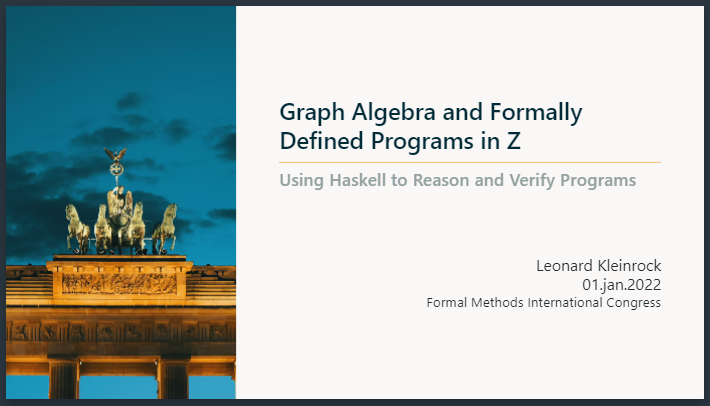 Graph Algebra and Formally
Defined Programs in Z
Using Haskell to Reason and Verify Programs
Leonard Kleinrock
01.jan.2022
Formal Methods International Congress